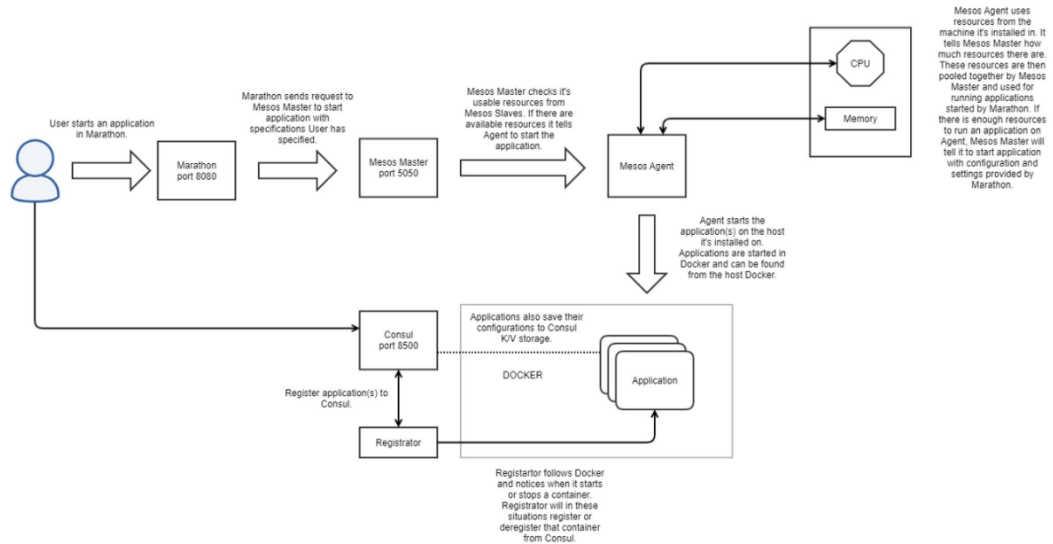 User starts an application
in Marathon.
Marathon
port 8080
Marathon sends request to
Mesos Master to start
application with
specifications User has
specified.
Mesos Master
port 5050
Mesos Master checks it's
usable resources from
Mesos Slaves. If there are
available resources it tells
Agent to start the
application.
Mesos Agent
CPU
Memory
Mesos Agent uses
resources from the
machine it's installed in. It
tells Mesos Master how
much resources there are.
These resources are then
pooled together by Mesos
Master and used for
running applications
started by Marathon. If
there is enough resources
to run an application on
Agent, Mesos Master will
tell it to start application
with configuration and
settings provided by
Marathon.
Agent starts the
application(s) on the host
it's installed on.
Applications are started in
Docker and can be found
from the host Docker.
Consul
port 8500
Applications also save their
configurations to Consul
K/V storage.
DOCKER
Application
Register application(s) to
Consul.
Registrator
Registartor follows Docker
and notices when it starts
or stops a container.
Registrator will in these
situations register or
deregister that container
from Consul.